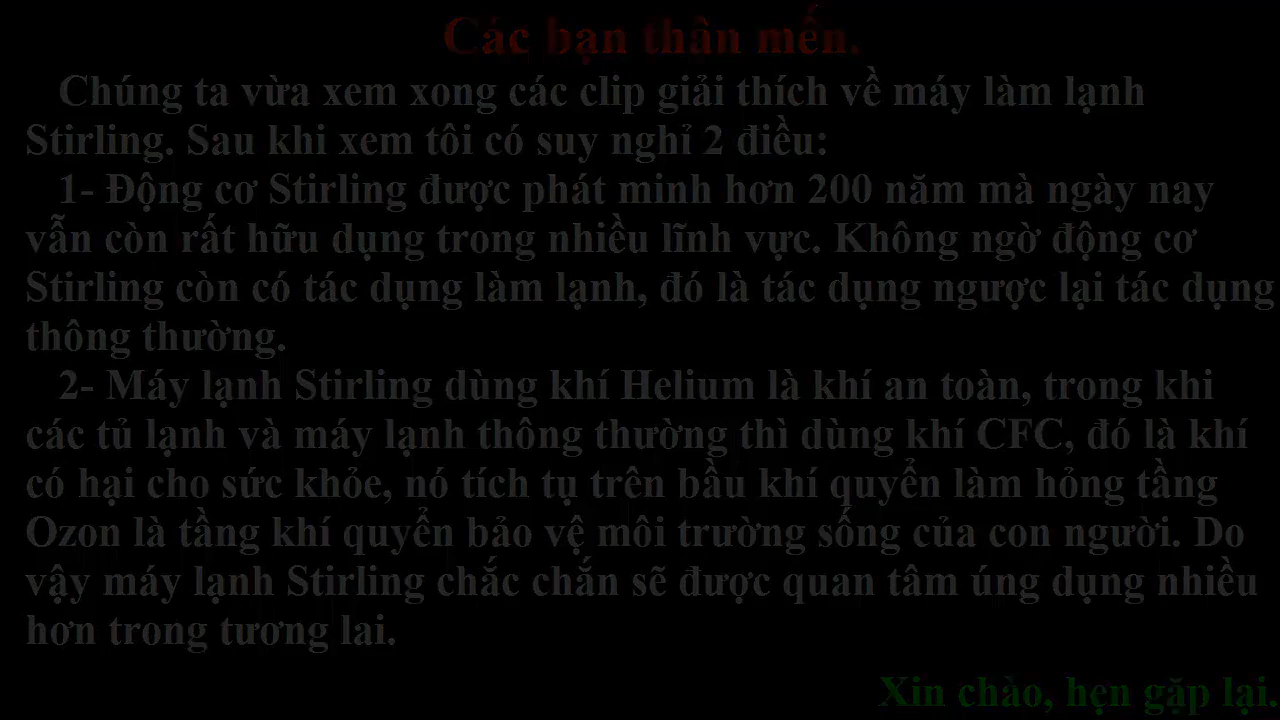 Các bạn thân mến.
Chúng ta vừa xem xong các clip giải thích về máy làm lạnh
Stirling. Sau khi xem tôi có suy nghỉ 2 điều:
1- Động cơ Stirling được phát minh hơn 200 năm mà ngày nay
vẫn còn rất hữu dụng trong nhiều lĩnh vực. Không ngờ động cơ
Stirling còn có tác dụng làm lạnh, đó là tác dụng ngược lại tác dụng
thông thường.
2- Máy lạnh Stirling dùng khí Helium là khí an toàn, trong khi
các tủ lạnh và máy lạnh thông thường thì dùng khí CFC, đó là khí
có hại cho sức khỏe, nó tích tụ trên bầu khí quyển làm hỏng tầng
Ozon là tầng khí quyển bảo vệ môi trường sống của con người. Do
vậy máy lạnh Stirling chắc chắn sẽ được quan tâm úng dụng nhiều
hơn trong tương lai.
Xin chào, hẹn gặp lại.